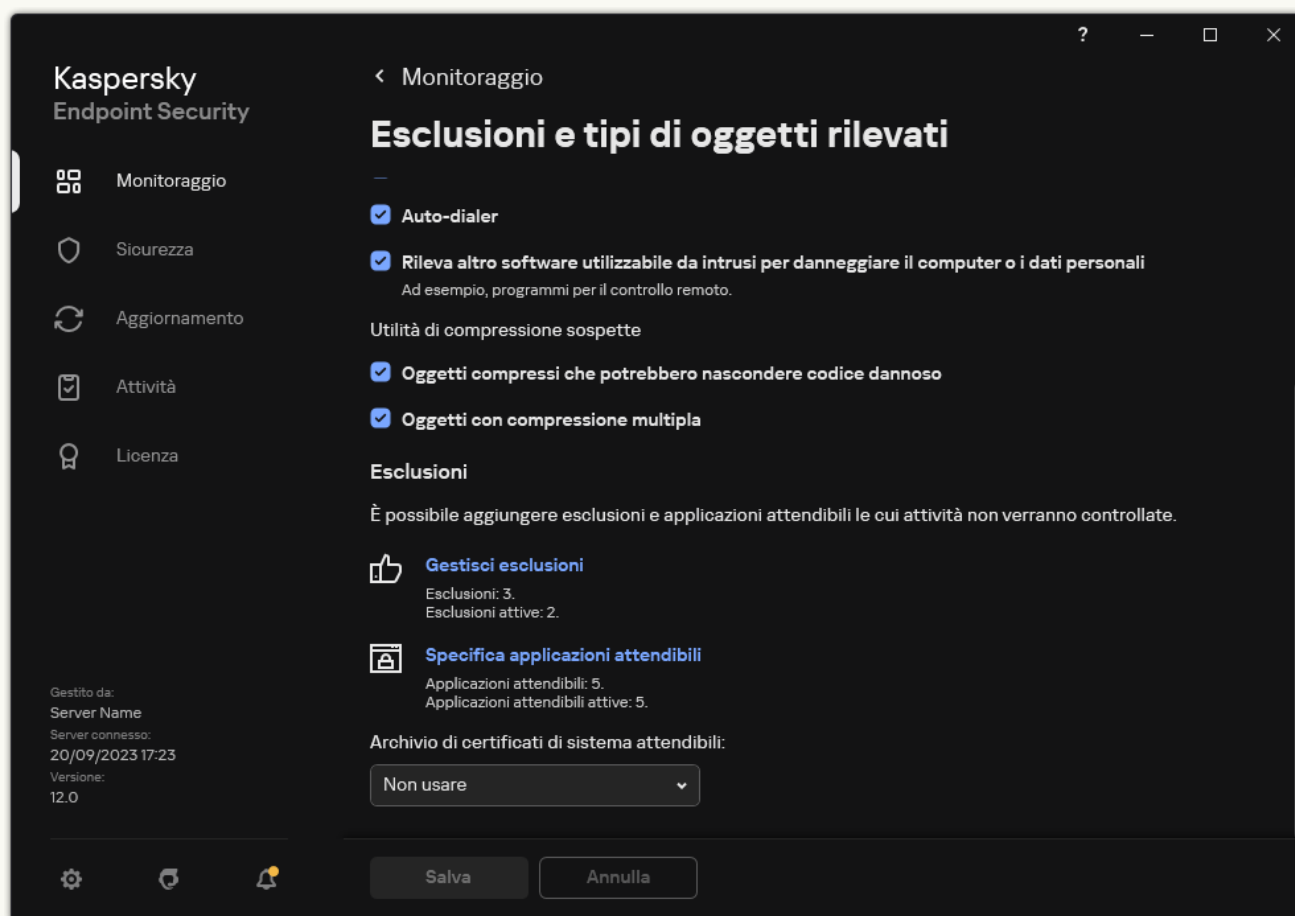 ?
Kaspersky
Endpoint Security
Monitoraggio
Sicurezza
Aggiornamento
Attività
Licenza
Gestito da:
Server Name
Server connesso:
20/09/2023 17:23
Versione:
12.0
Monitoraggio
Esclusioni e tipi di oggetti rilevati
Auto-dialer
Rileva altro software utilizzabile da intrusi per danneggiare il computer o i dati personali
Ad esempio, programmi per il controllo remoto.
Utilità di compressione sospette
Oggetti compressi che potrebbero nascondere codice dannoso
Oggetti con compressione multipla
Esclusioni
È possibile aggiungere esclusioni e applicazioni attendibili le cui attività non verranno controllate.
Gestisci esclusioni
Esclusioni: 3.
Esclusioni attive: 2.
Specifica applicazioni attendibili
Applicazioni attendibili: 5.
Applicazioni attendibili attive: 5.
Archivio di certificati di sistema attendibili:
Non usare
Salva
Annulla